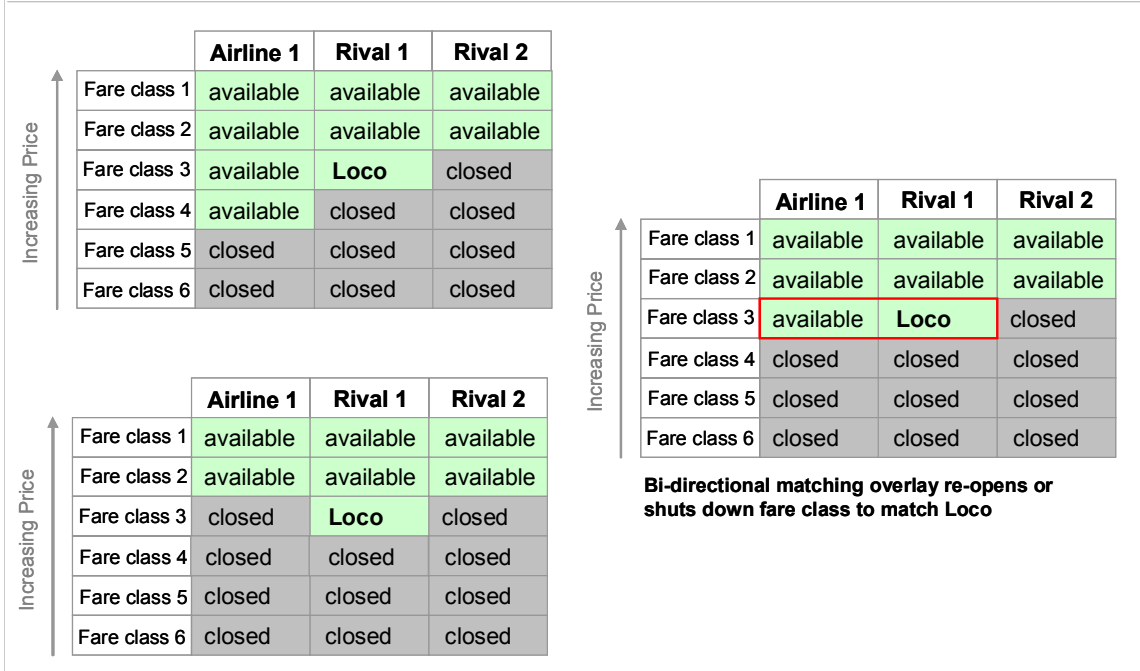 Airline 1 Rival 1 Rival 2
Fare class 1 available available available
Fare class 2 available available available
Fare class 3 available Loco closed
Fare class 4 available closed closed
Fare class 5 closed closed closed
Fare class 6 closed closed closed
Increasing Price
Airline 1 Rival 1 Rival 2
Fare class 1 available available available
Fare class 2 available available available
Fare class 3 closed Loco closed
Fare class 4 closed closed closed
Fare class 5 closed closed closed
Fare class 6 closed closed closed
Increasing Price
Airline 1 Rival 1 Rival 2
Fare class 1 available available available
Fare class 2 available available available
Fare class 3 available Loco closed
Fare class 4 closed closed closed
Fare class 5 closed closed closed
Fare class 6 closed closed closed
Increasing Price
Bi-directional matching overlay re-opens or
shuts down fare class to match Loco